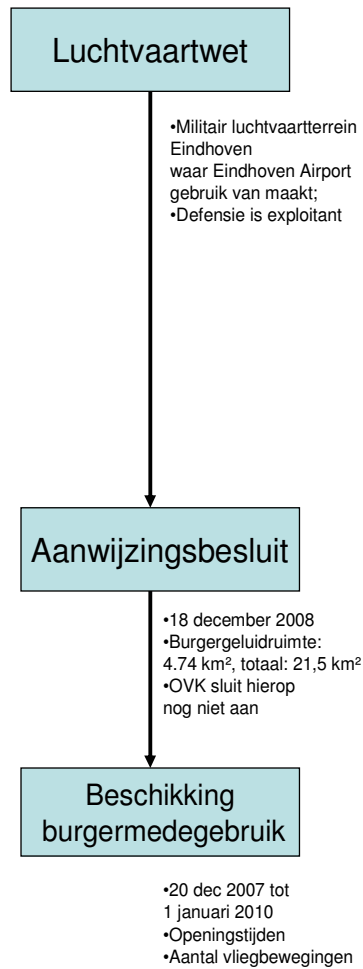 Luchtvaartwet
•Militair luchtvaartterrein
Eindhoven
waar Eindhoven Airport
gebruik van maakt;
•Defensie is exploitant
Aanwijzingsbesluit
•18 december 2008
•Burgergeluidruimte:
4.74 km², totaal: 21,5 km²
•OVK sluit hierop
nog niet aan
Beschikking
burgermedegebruik
•20 dec 2007 tot
1 januari 2010
•Openingstijden
•Aantal vliegbewegingen